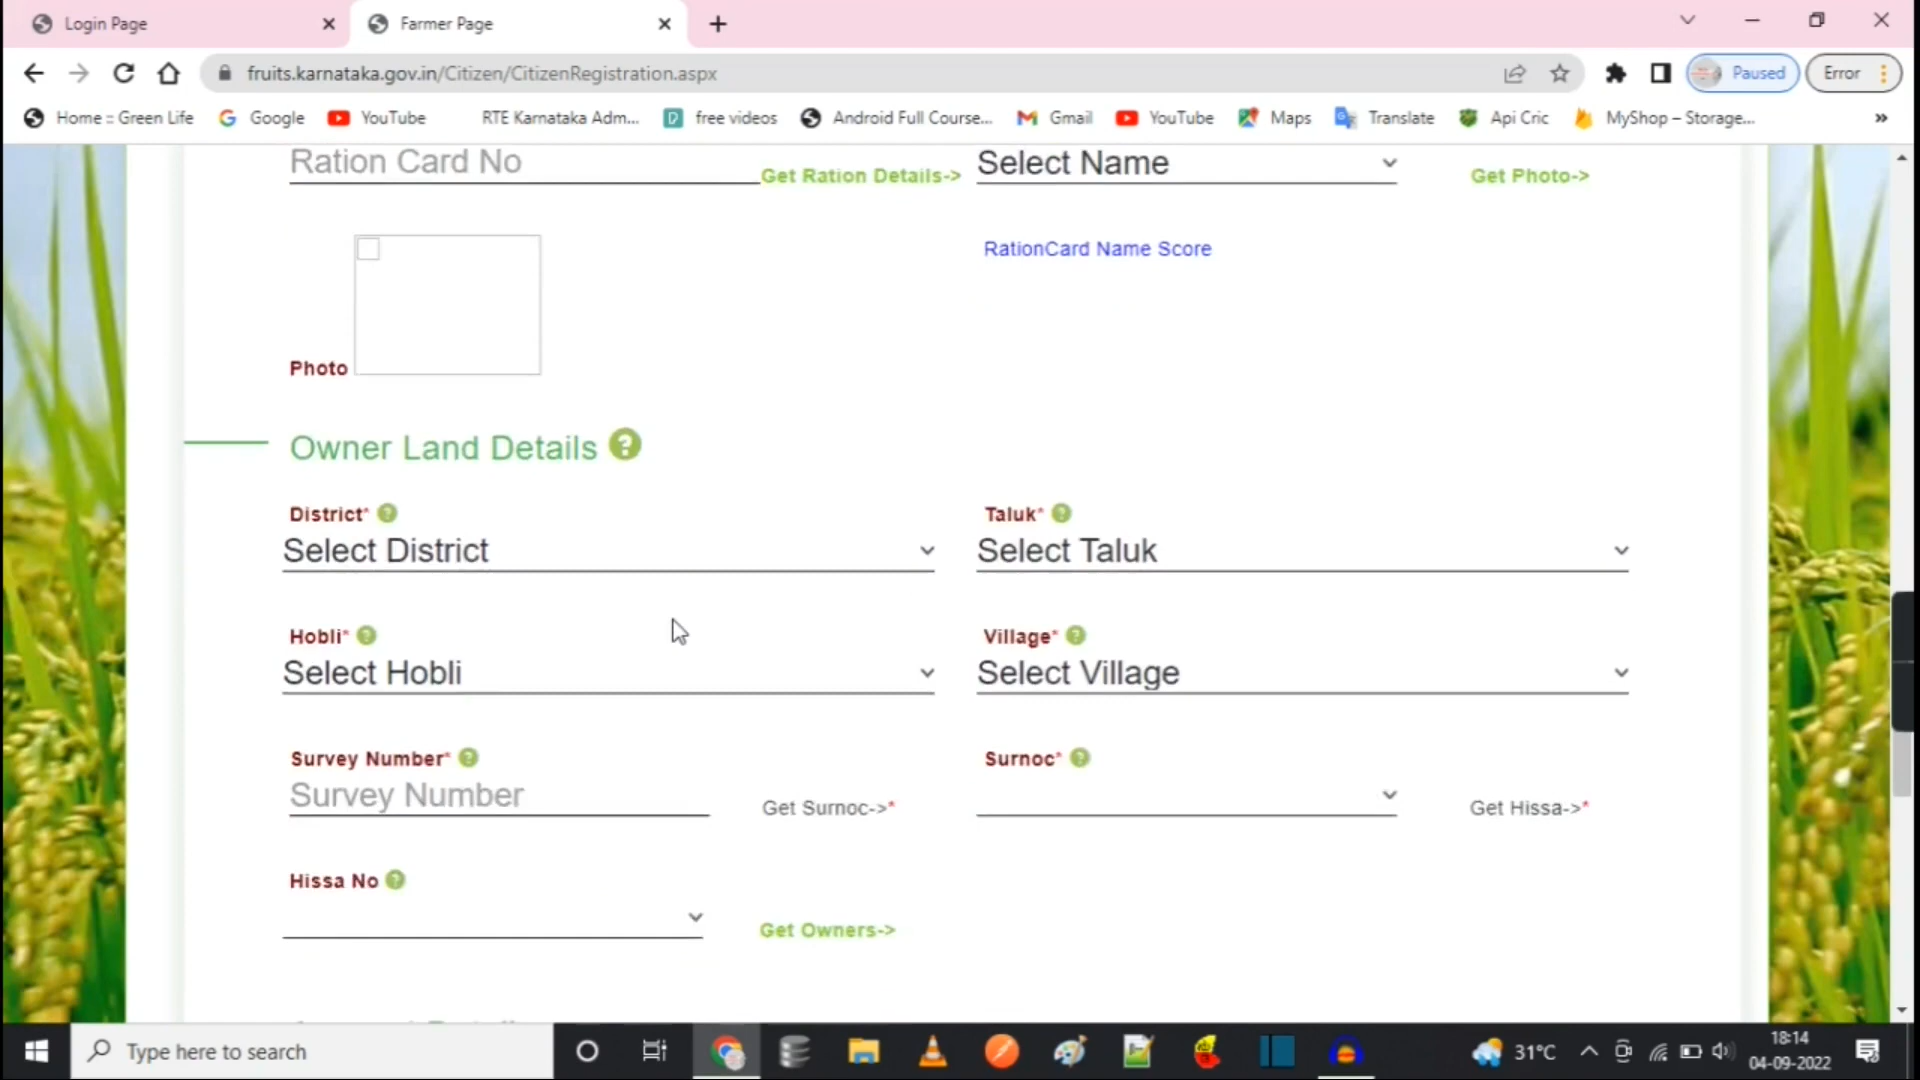 Login Page
Farmer Page
fruits.karnataka.gov.in/Citizen/CitizenRegistration.aspx
Paused
Error
Home :: Green Life
Google
YouTube
RTE Karnataka Adm...
free videos
Android Full Course...
Gmail
YouTube
Maps
Translate
Api Cric
MyShop – Storage...
Ration Card No
Get Ration Details->
Select Name
Get Photo->
RationCard Name Score
Photo
Owner Land Details ?
District* ?
Taluk* ?
Select District
Select Taluk
Hobli* ?
Village* ?
Select Hobli
Select Village
Survey Number* ?
Surnoc* ?
Survey Number
Get Surnoc->*
Get Hissa->*
Hissa No ?
Get Owners->
Type here to search
31°C
18:14
04-09-2022